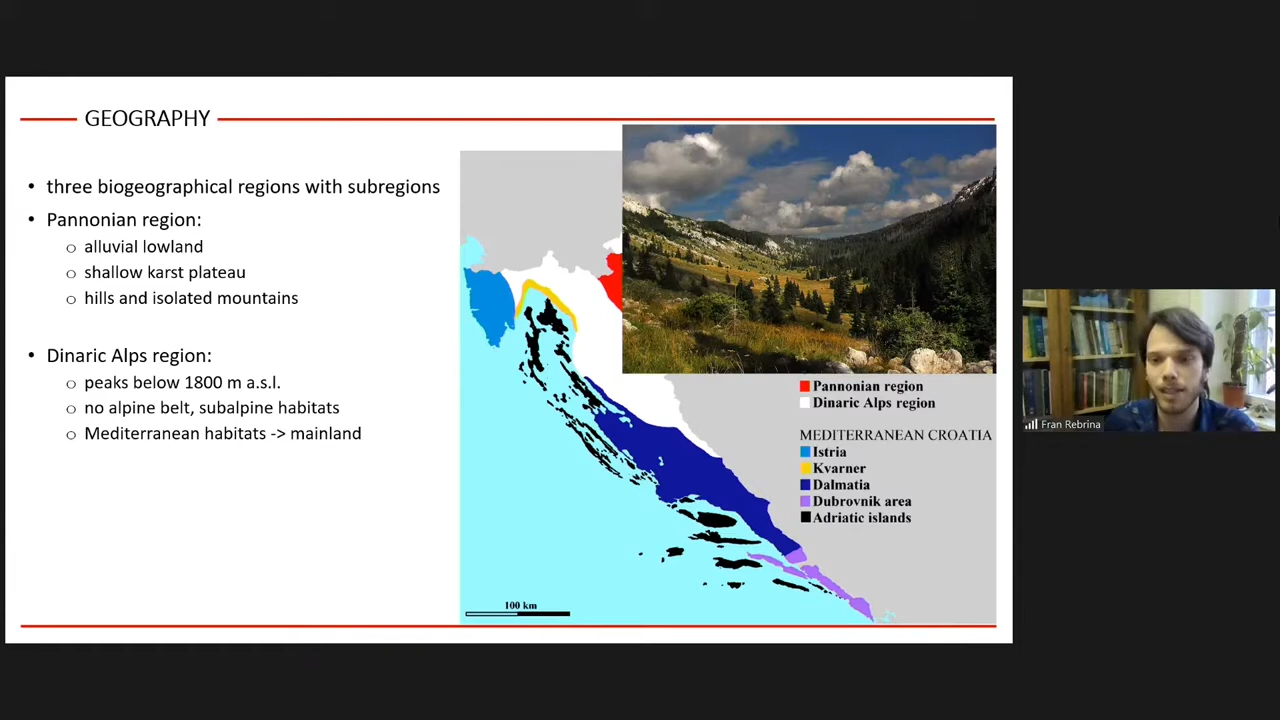 GEOGRAPHY
• three biogeographical regions with subregions
• Pannonian region:
o alluvial lowland
o shallow karst plateau
o hills and isolated mountains
• Dinaric Alps region:
o peaks below 1800 m a.s.l.
o no alpine belt, subalpine habitats
o Mediterranean habitats -> mainland
Pannonian region
Dinaric Alps region
MEDITERRANEAN CROATIA
Istria
Kvarner
Dalmatia
Dubrovnik area
Adriatic islands
100 km
Fran Rebrina